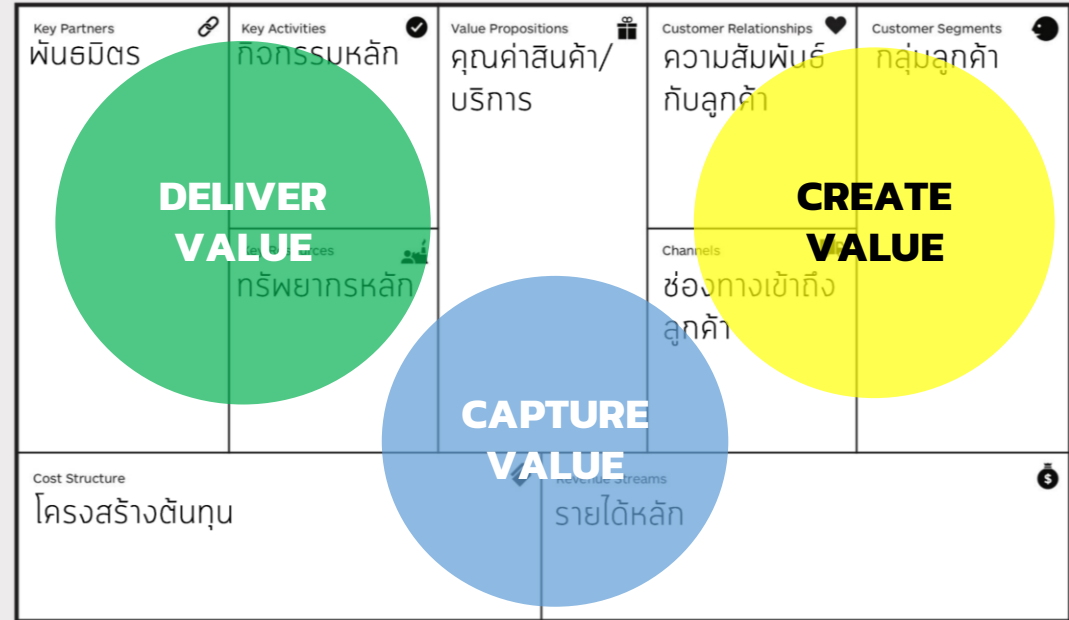 Key Partners
พันธมิตร
Key Activities
กิจกรรมหลัก
Value Propositions
คุณค่าสินค้า/
บริการ
Customer Relationships
ความสัมพันธ์
กับลูกค้า
Customer Segments
กลุ่มลูกค้า
DELIVER
VALUE
Key Resources
ทรัพยากรหลัก
CREATE
VALUE
Channels
ช่องทางเข้าถึง
ลูกค้า
CAPTURE
VALUE
Cost Structure
โครงสร้างต้นทุน
Revenue Streams
รายได้หลัก